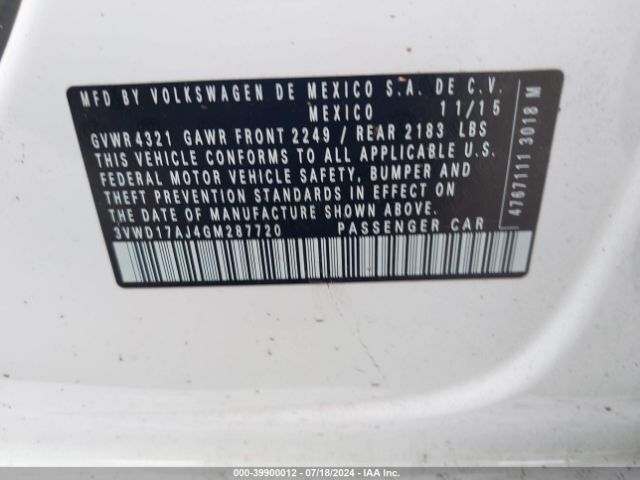 MFD BY VOLKSWAGEN DE MEXICO S.A. DE C.V.
MEXICO 11/15
GVWR 4321 GAWR FRONT 2249 / REAR 2183 LBS
THIS VEHICLE CONFORMS TO ALL APPLICABLE U.S.
FEDERAL MOTOR VEHICLE SAFETY, BUMPER AND
THEFT PREVENTION STANDARDS IN EFFECT ON
THE DATE OF MANUFACTURE SHOWN ABOVE.
3VWD17AJ4GM287720 PASSENGER CAR
4767111 3018 M
000-39900012 - 07/18/2024 - IAA Inc.